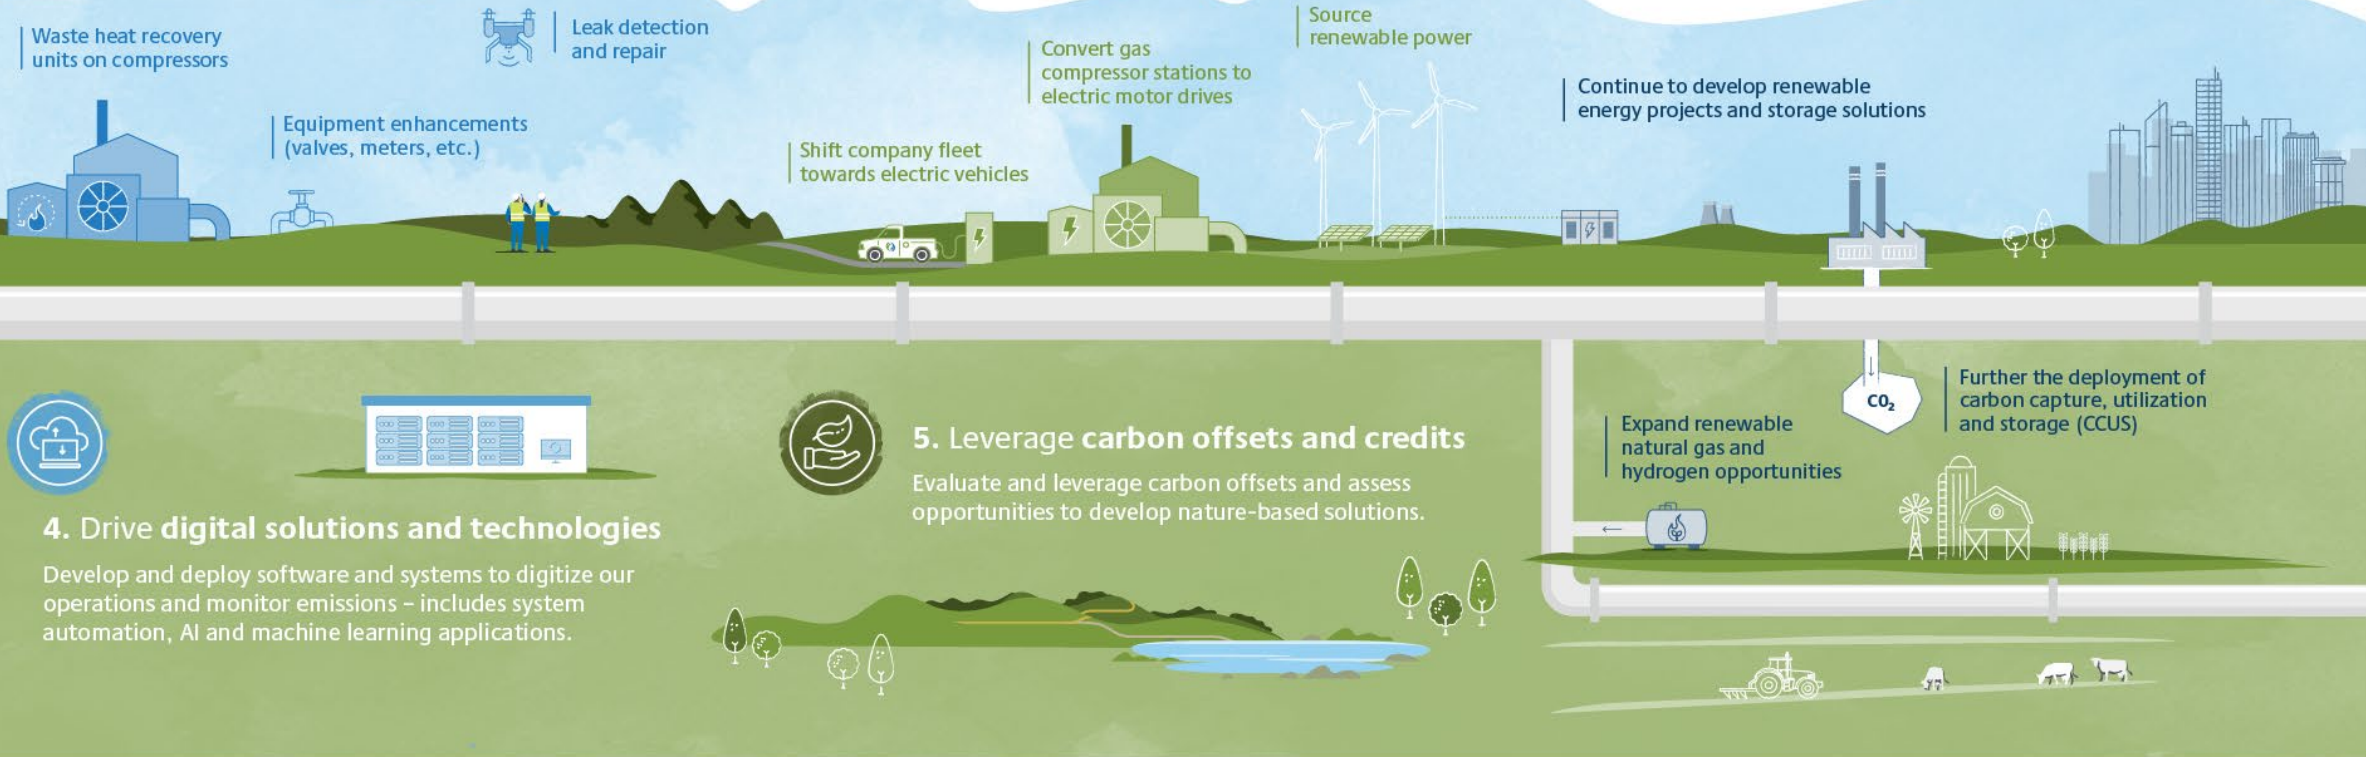 Waste heat recovery
units on compressors
Leak detection
and repair
Equipment enhancements
(valves, meters, etc.)
Shift company fleet
towards electric vehicles
Convert gas
compressor stations to
electric motor drives
Source
renewable power
Continue to develop renewable
energy projects and storage solutions
4. Drive digital solutions and technologies
Develop and deploy software and systems to digitize our
operations and monitor emissions – includes system
automation, AI and machine learning applications.
5. Leverage carbon offsets and credits
Evaluate and leverage carbon offsets and assess
opportunities to develop nature-based solutions.
Expand renewable
natural gas and
hydrogen opportunities
CO₂
Further the deployment of
carbon capture, utilization
and storage (CCUS)